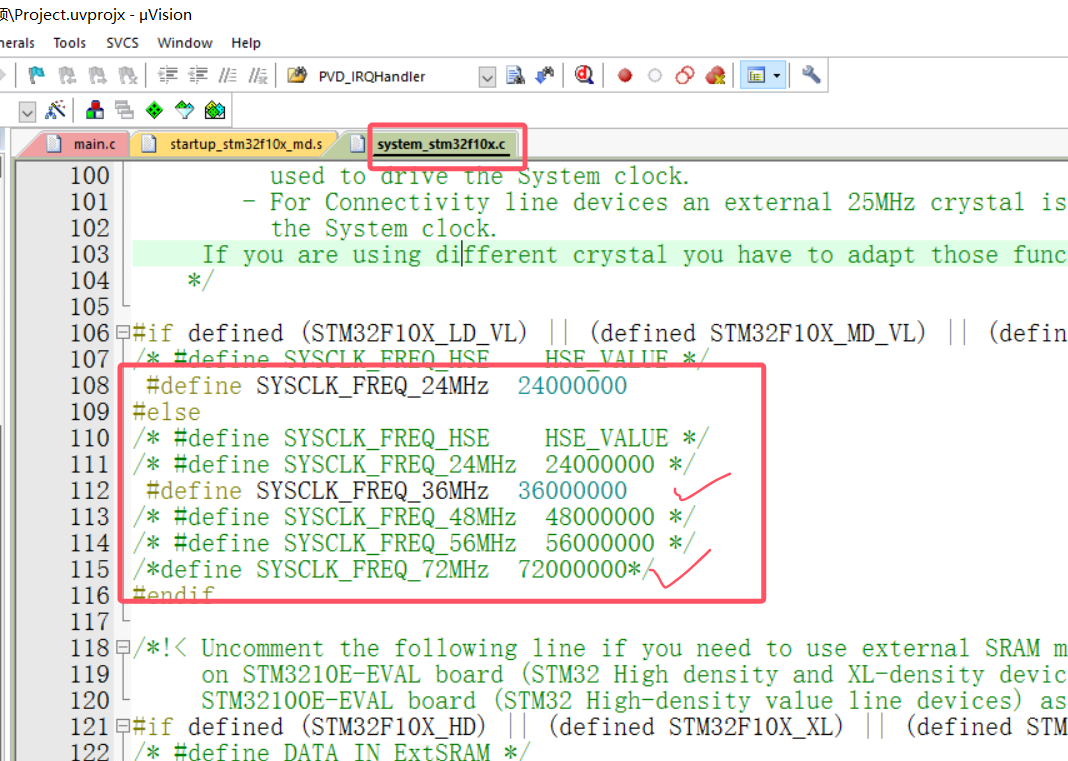 \Project.uvprojx - µVision
nerals Tools SVCS Window Help
PVD_IRQHandler
main.c startup_stm32f10x_md.s system_stm32f10x.c
100 used to drive the System clock.
101 - For Connectivity line devices an external 25MHz crystal is
102 the System clock.
103 If you are using different crystal you have to adapt those func
104 */
105
106 #if defined (STM32F10X_LD_VL) || (defined STM32F10X_MD_VL) || (defin
107 /* #define SYSCLK_FREQ_HSE HSE_VALUE */
108 #define SYSCLK_FREQ_24MHz 24000000
109 #else
110 /* #define SYSCLK_FREQ_HSE HSE_VALUE */
111 /* #define SYSCLK_FREQ_24MHz 24000000 */
112 #define SYSCLK_FREQ_36MHz 36000000
113 /* #define SYSCLK_FREQ_48MHz 48000000 */
114 /* #define SYSCLK_FREQ_56MHz 56000000 */
115 /*define SYSCLK_FREQ_72MHz 72000000*/
116 #endif
117
118 /*!< Uncomment the following line if you need to use external SRAM m
119 on STM3210E-EVAL board (STM32 High density and XL-density devic
120 STM32100E-EVAL board (STM32 High-density value line devices) as
121 #if defined (STM32F10X_HD) || (defined STM32F10X_XL) || (defined STM
122 /* #define DATA_IN_ExtSRAM */